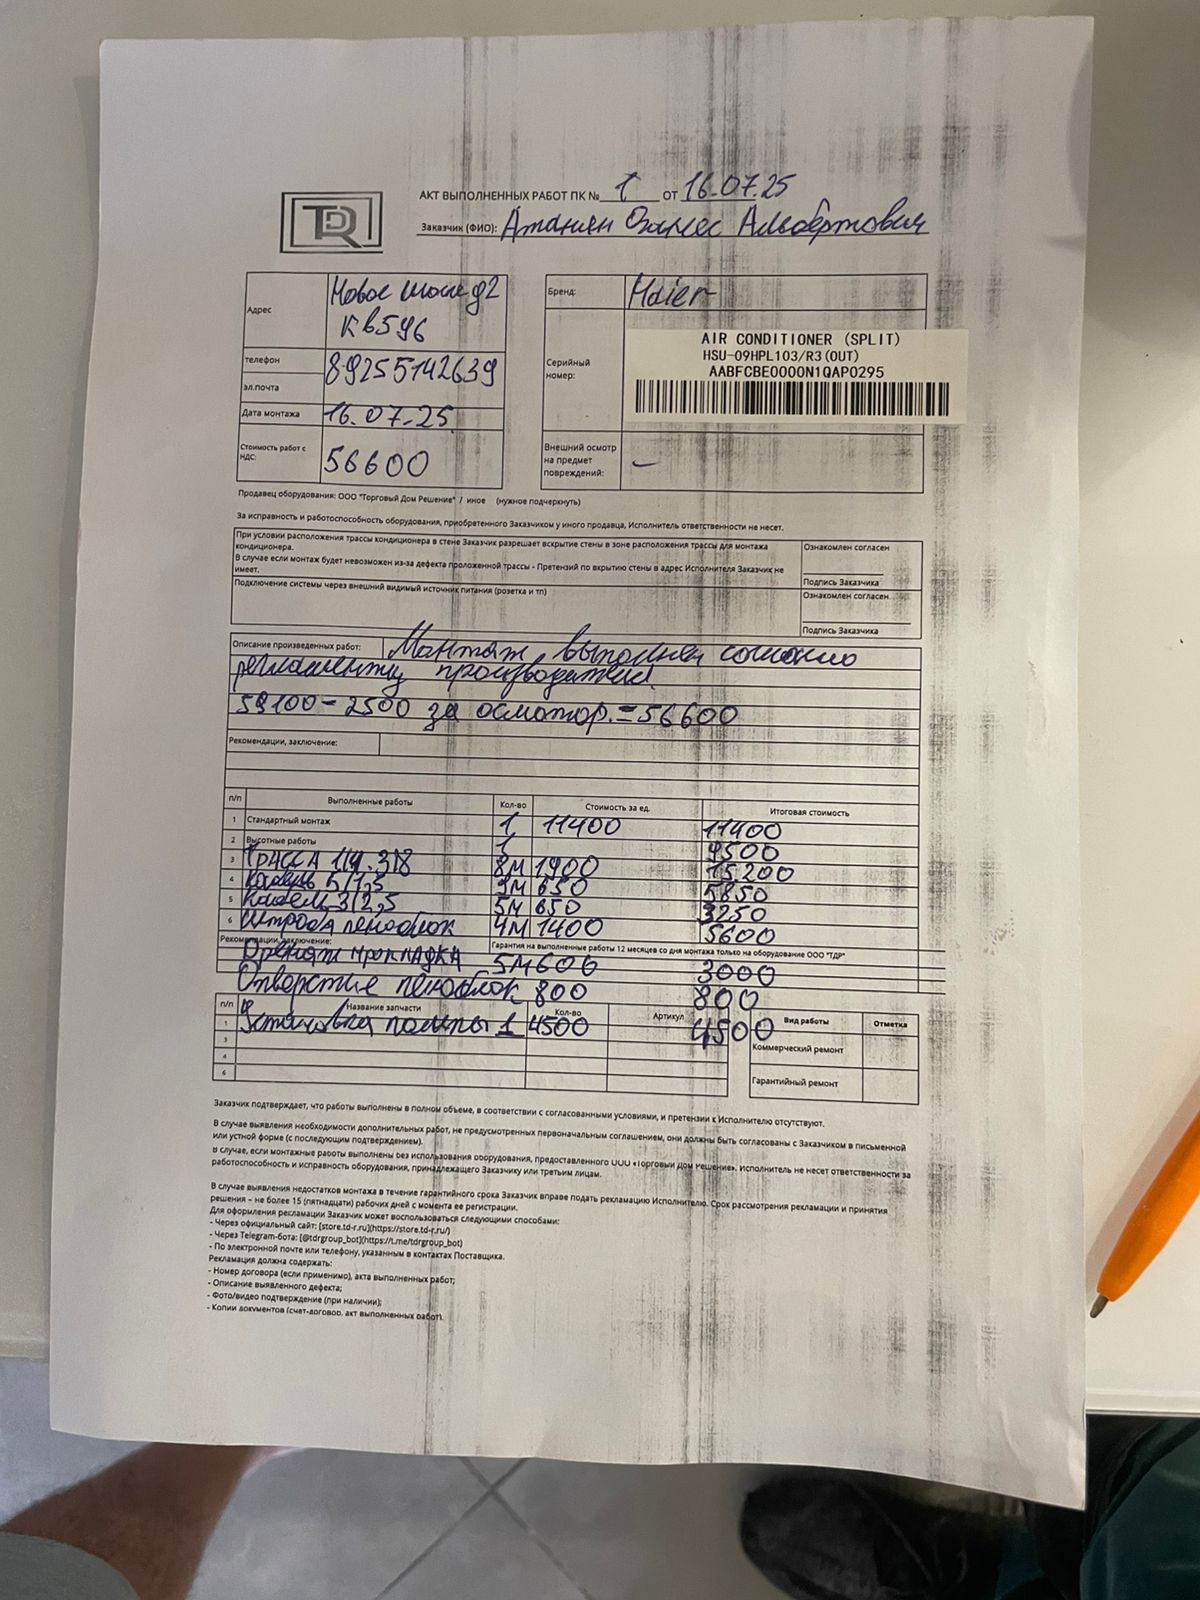 TDR
АКТ ВЫПОЛНЕННЫХ РАБОТ ПК № 1 ОТ 16.07.25
Заказчик (ФИО): Атанян Оганес Альбертович
Адрес
Новое шоссе д2
кв596
телефон
89255142639
эл.почта
Дата монтажа
16.07.25
Стоимость работ с НДС:
56600
Бренд:
Haier
Серийный номер:
AIR CONDITIONER (SPLIT)
HSU-09HPL103/R3(OUT)
AABFCBE0000N1QAP0295
Внешний осмотр на предмет повреждений:
—
Продавец оборудования: ООО "Торговый Дом Решение" / иное (нужное подчеркнуть)
За исправность и работоспособность оборудования, приобретенного Заказчиком у иного продавца, Исполнитель ответственности не несет.
При условии расположения трассы кондиционера в стене Заказчик разрешает вскрытие стены в зоне расположения трассы для монтажа
кондиционера.
В случае если монтаж будет невозможен из-за дефекта проложенной трассы - Претензий по вкрытию стены в адрес Исполнителя Заказчик не
имеет.
Ознакомлен согласен
Подпись Заказчика
Подключение системы через внешний видимый источник питания (розетка и тп)
Ознакомлен согласен
Подпись Заказчика
Описание произведенных работ: Монтаж выполнен согласно
регламенту производителя
59100-2500 за осмотор.=56600
Рекомендации, заключение:
п/п Выполненные работы Кол-во Стоимость за ед. Итоговая стоимость
1 Стандартный монтаж 1 11400 11400
2 Высотные работы 1 9500
3 Трасса 1/4.3/8 8м 1900 15.200
4 кабель 5/1,5 9м 650 5850
5 Кабель 3/2,5 5м 650 3250
6 Штроба пеноблок 4м 1400 5600
Рекомендации, заключение: Гарантия на выполненные работы 12 месяцев со дня монтажа только на оборудование ООО "ТДР"
Дренаж прокладка 5м 600 3000
Отверстие пеноблок 800 800
п/п Название запчасти Кол-во Артикул
1 Установка помпы 1 4500 4500
3
4
6
Вид работы Отметка
Коммерческий ремонт
Гарантийный ремонт
Заказчик подтверждает, что работы выполнены в полном объеме, в соответствии с согласованными условиями, и претензии к Исполнителю отсутствуют.
В случае выявления необходимости дополнительных работ, не предусмотренных первоначальным соглашением, они должны быть согласованы с Заказчиком в письменной
или устной форме (с последующим подтверждением).
В случае, если монтажные работы выполнены без использования оборудования, предоставленного ООО «Торговый Дом Решение», Исполнитель не несет ответственности за
работоспособность и исправность оборудования, принадлежащего Заказчику или третьим лицам.
В случае выявления недостатков монтажа в течение гарантийного срока Заказчик вправе подать рекламацию Исполнителю. Срок рассмотрения рекламации и принятия
решения – не более 15 (пятнадцати) рабочих дней с момента ее регистрации.
Для оформления рекламации Заказчик может воспользоваться следующими способами:
- Через официальный сайт: [store.td-r.ru](https://store.td-r.ru/)
- Через Telegram-бота: [@tdrgroup_bot](https://t.me/tdrgroup_bot)
- По электронной почте или телефону, указанным в контактах Поставщика.
Рекламация должна содержать:
- Номер договора (если применимо), акта выполненных работ;
- Описание выявленного дефекта;
- Фото/видео подтверждение (при наличии);
- Копии документов (счет-договор, акт выполненных работ).